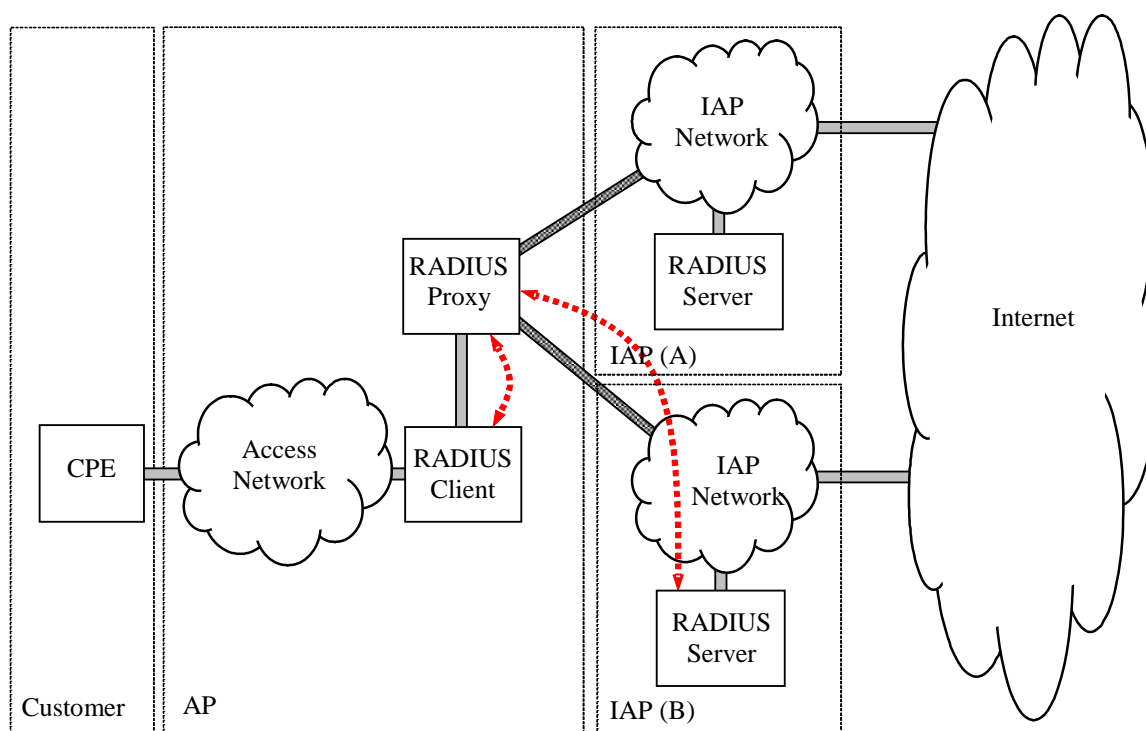 IAP
Network
RADIUS
Server
IAP (A)
RADIUS
Proxy
Internet
CPE
Access
Network
RADIUS
Client
IAP
Network
RADIUS
Server
Customer
AP
IAP (B)